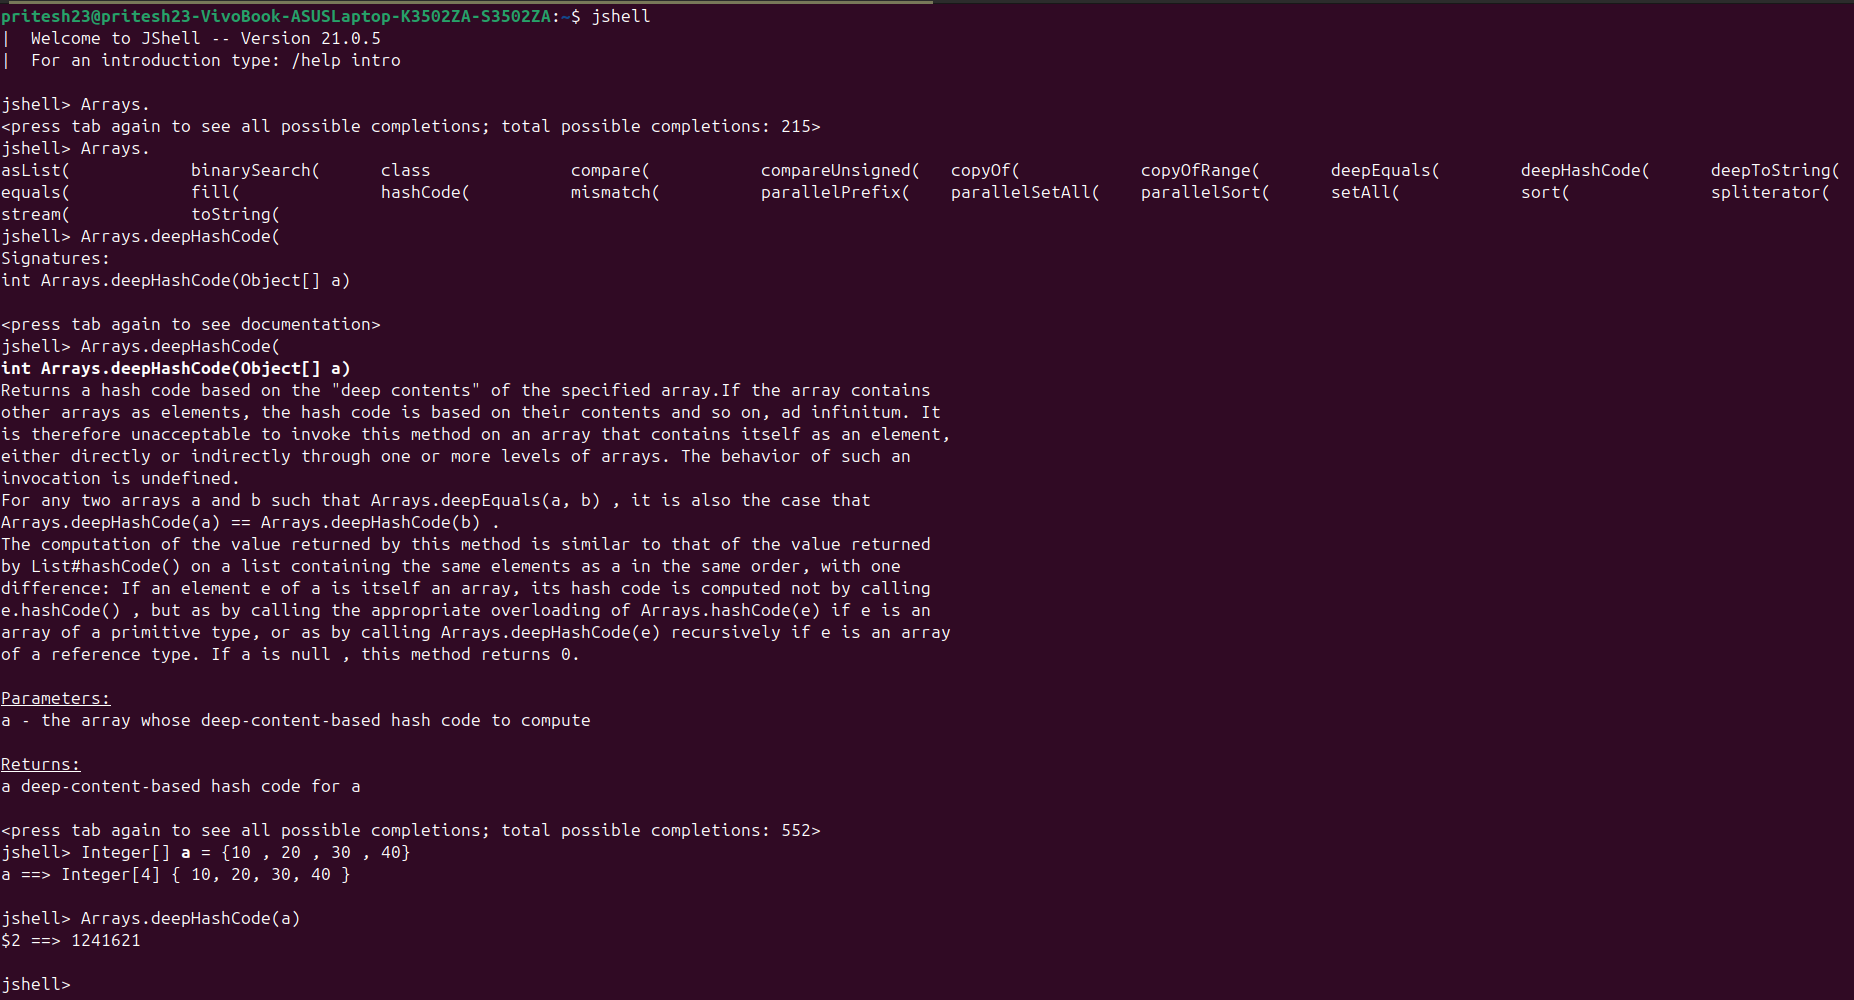 pritesh23@pritesh23-VivoBook-ASUSLaptop-K3502ZA-S3502ZA:~$ jshell
|  Welcome to JShell -- Version 21.0.5
|  For an introduction type: /help intro
jshell> Arrays.
<press tab again to see all possible completions; total possible completions: 215>
jshell> Arrays.
asList(            binarySearch(      class              compare(           compareUnsigned(   copyOf(            copyOfRange(       deepEquals(        deepHashCode(      deepToString(
equals(            fill(              hashCode(          mismatch(          parallelPrefix(    parallelSetAll(    parallelSort(      setAll(            sort(              spliterator(
stream(            toString(
jshell> Arrays.deepHashCode(
Signatures:
int Arrays.deepHashCode(Object[] a)
<press tab again to see documentation>
jshell> Arrays.deepHashCode(
int Arrays.deepHashCode(Object[] a)
Returns a hash code based on the "deep contents" of the specified array.If the array contains
other arrays as elements, the hash code is based on their contents and so on, ad infinitum. It
is therefore unacceptable to invoke this method on an array that contains itself as an element,
either directly or indirectly through one or more levels of arrays. The behavior of such an
invocation is undefined.
For any two arrays a and b such that Arrays.deepEquals(a, b) , it is also the case that
Arrays.deepHashCode(a) == Arrays.deepHashCode(b) .
The computation of the value returned by this method is similar to that of the value returned
by List#hashCode() on a list containing the same elements as a in the same order, with one
difference: If an element e of a is itself an array, its hash code is computed not by calling
e.hashCode() , but as by calling the appropriate overloading of Arrays.hashCode(e) if e is an
array of a primitive type, or as by calling Arrays.deepHashCode(e) recursively if e is an array
of a reference type. If a is null , this method returns 0.
Parameters:
a - the array whose deep-content-based hash code to compute
Returns:
a deep-content-based hash code for a
<press tab again to see all possible completions; total possible completions: 552>
jshell> Integer[] a = {10 , 20 , 30 , 40}
a ==> Integer[4] { 10, 20, 30, 40 }
jshell> Arrays.deepHashCode(a)
$2 ==> 1241621
jshell>